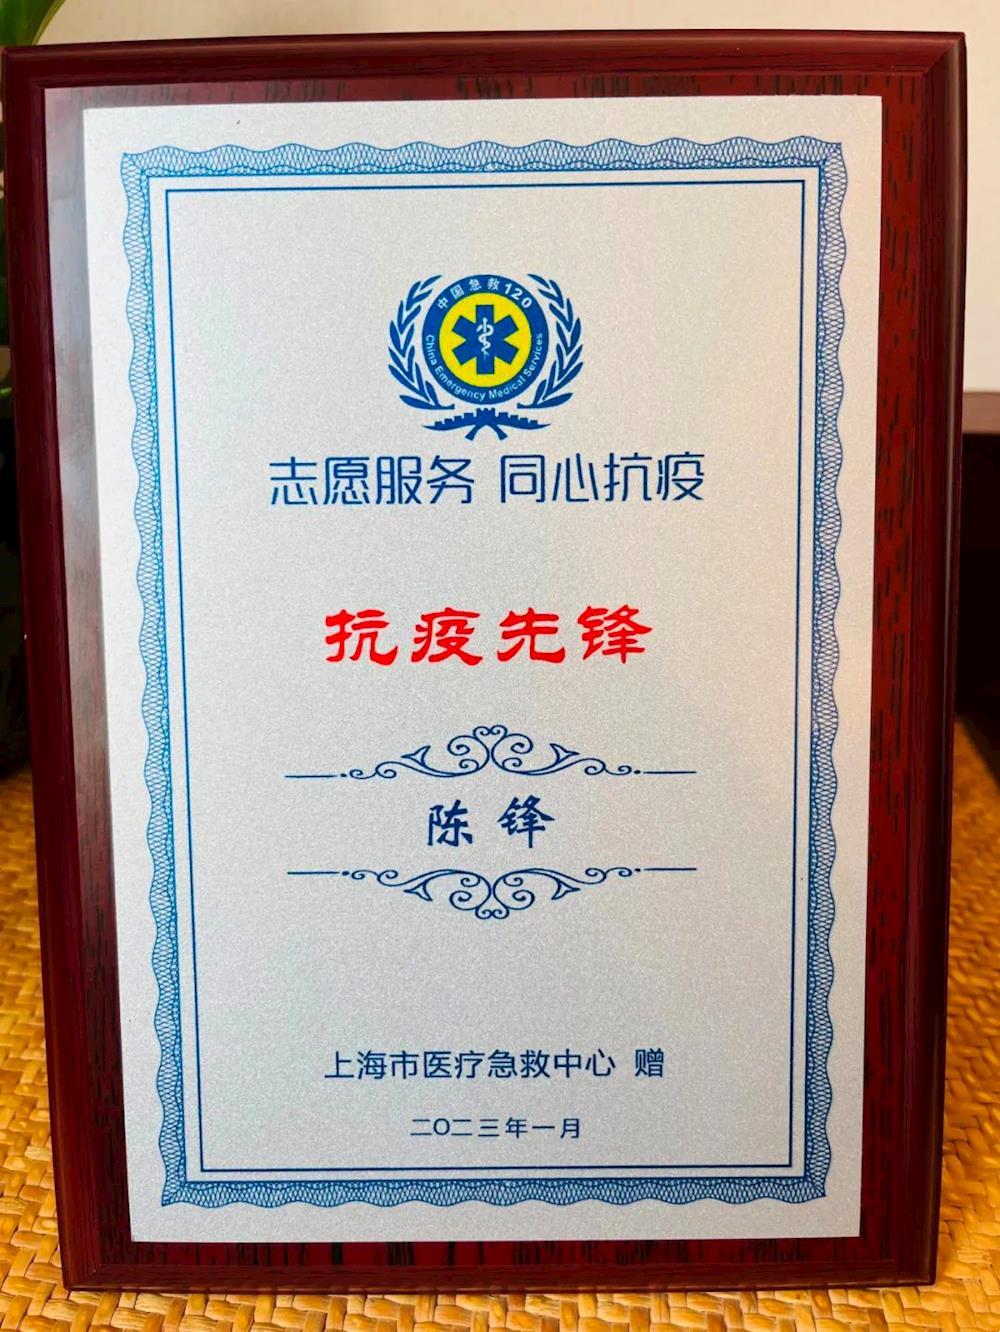 中国急救120
China Emergency Medical Services
志愿服务 同心抗疫
抗疫先锋
陈锋
上海市医疗急救中心 赠
二〇二三年一月